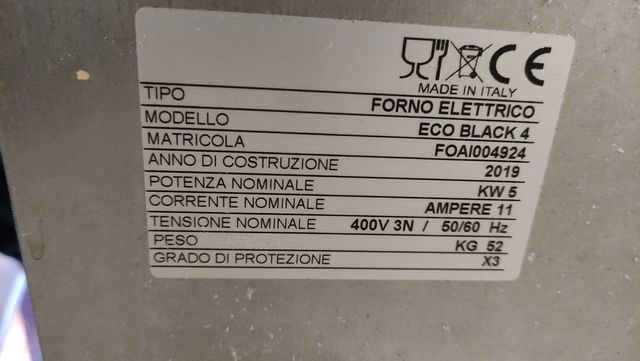 CE
MADE IN ITALY
TIPO FORNO ELETTRICO
MODELLO ECO BLACK 4
MATRICOLA FOAI004924
ANNO DI COSTRUZIONE 2019
POTENZA NOMINALE KW 5
CORRENTE NOMINALE AMPERE 11
TENSIONE NOMINALE 400V 3N / 50/60 Hz
PESO KG 52
GRADO DI PROTEZIONE X3